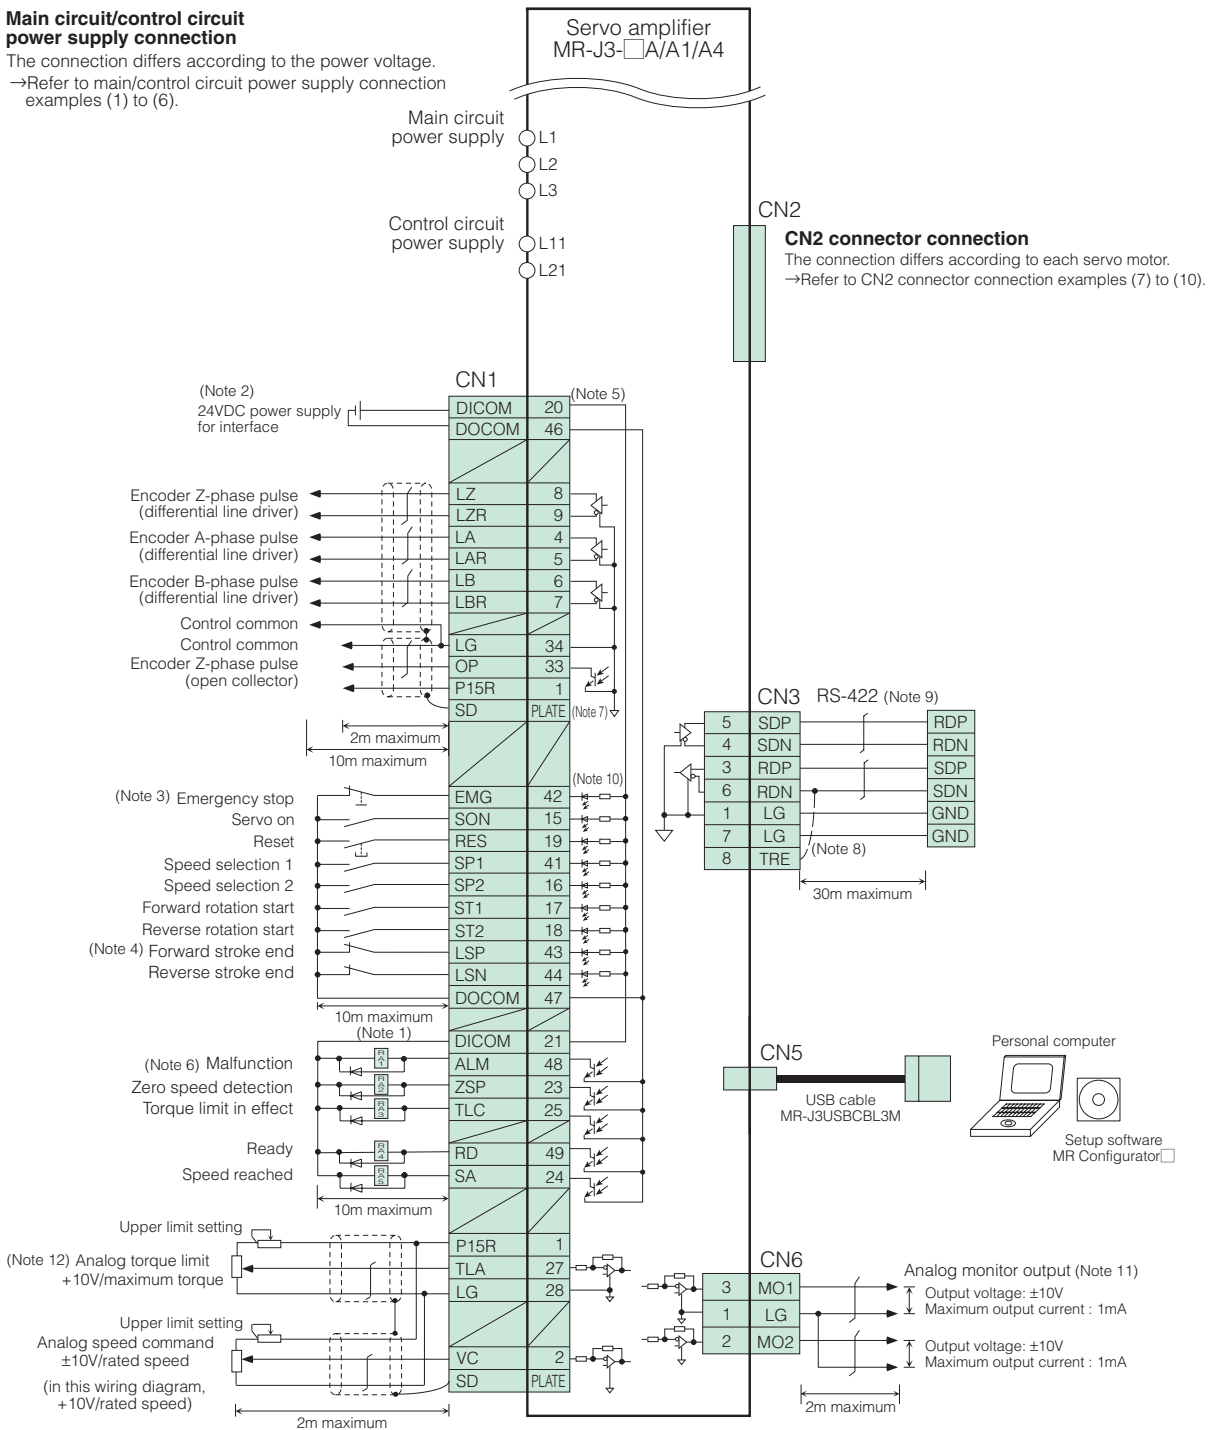 Main circuit/control circuit
power supply connection
The connection differs according to the power voltage.
→Refer to main/control circuit power supply connection
examples (1) to (6).
Servo amplifier
MR-J3-□A/A1/A4
Main circuit
power supply
L1
L2
L3
Control circuit
power supply
L11
L21
CN2
CN2 connector connection
The connection differs according to each servo motor.
→Refer to CN2 connector connection examples (7) to (10).
CN1
(Note 2)
24VDC power supply
for interface
(Note 5)
DICOM 20
DOCOM 46
Encoder Z-phase pulse
(differential line driver)
LZ 8
LZR 9
Encoder A-phase pulse
(differential line driver)
LA 4
LAR 5
Encoder B-phase pulse
(differential line driver)
LB 6
LBR 7
Control common
Control common
LG 34
Encoder Z-phase pulse
(open collector)
OP 33
P15R 1
SD PLATE (Note 7)
2m maximum
10m maximum
(Note 10)
(Note 3) Emergency stop EMG 42
Servo on SON 15
Reset RES 19
Speed selection 1 SP1 41
Speed selection 2 SP2 16
Forward rotation start ST1 17
Reverse rotation start ST2 18
(Note 4) Forward stroke end LSP 43
Reverse stroke end LSN 44
DOCOM 47
10m maximum
(Note 1)
DICOM 21
(Note 6) Malfunction RA1 ALM 48
Zero speed detection RA2 ZSP 23
Torque limit in effect RA3 TLC 25
Ready RA4 RD 49
Speed reached RA5 SA 24
10m maximum
Upper limit setting
P15R 1
(Note 12) Analog torque limit
+10V/maximum torque
TLA 27
LG 28
Upper limit setting
Analog speed command
±10V/rated speed
VC 2
SD PLATE
(in this wiring diagram,
+10V/rated speed)
2m maximum
CN3 RS-422 (Note 9)
5 SDP RDP
4 SDN RDN
3 RDP SDP
6 RDN SDN
1 LG GND
7 LG GND
8 TRE
(Note 8)
30m maximum
CN5
USB cable
MR-J3USBCBL3M
Personal computer
Setup software
MR Configurator□
CN6
3 MO1
1 LG
2 MO2
Analog monitor output (Note 11)
Output voltage: ±10V
Maximum output current : 1mA
Output voltage: ±10V
Maximum output current : 1mA
2m maximum